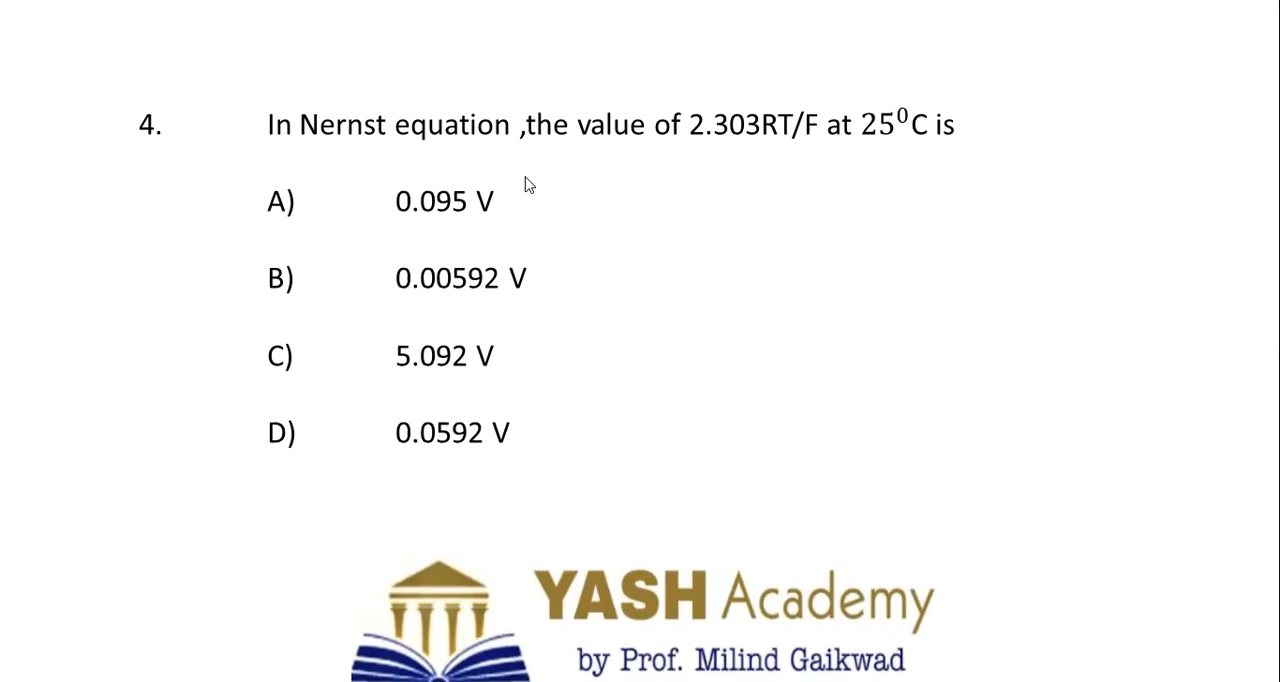 4. In Nernst equation ,the value of 2.303RT/F at 25⁰C is
A) 0.095 V
B) 0.00592 V
C) 5.092 V
D) 0.0592 V
YASH Academy
by Prof. Milind Gaikwad